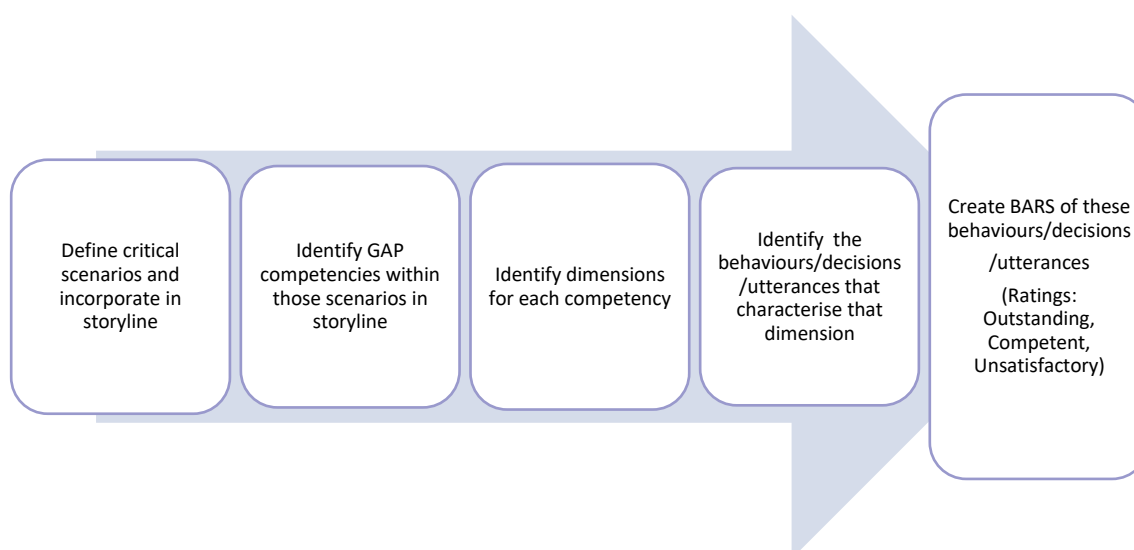 Define critical
scenarios and
incorporate in
storyline
Identify GAP
competencies within
those scenarios in
storyline
Identify dimensions
for each competency
Identify the
behaviours/decisions
/utterances that
characterise that
dimension
Create BARS of these
behaviours/decisions
/utterances
(Ratings:
Outstanding,
Competent,
Unsatisfactory)